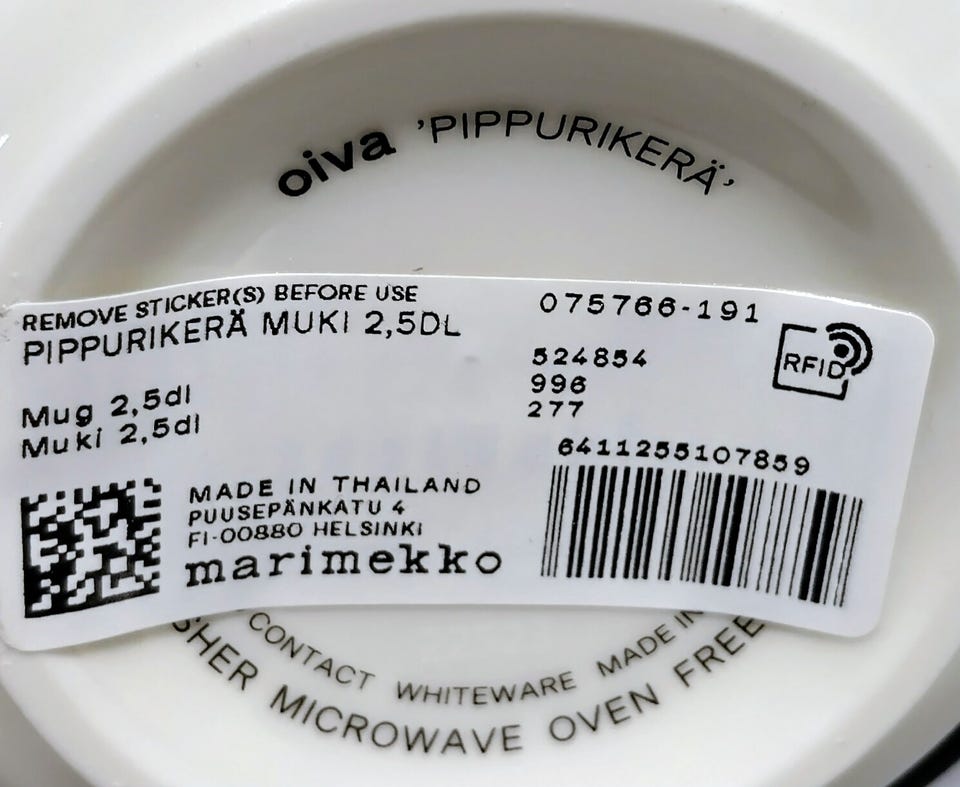 oiva 'PIPPURIKERÄ'
REMOVE STICKER(S) BEFORE USE
PIPPURIKERÄ MUKI 2,5DL
Mug 2,5dl
Muki 2,5dl
MADE IN THAILAND
PUUSEPÄNKATU 4
FI-00880 HELSINKI
marimekko
075766-191
524854
996
277
RFID
6411255107859
CONTACT WHITEWARE MADE IN
MICROWAVE OVEN FREE